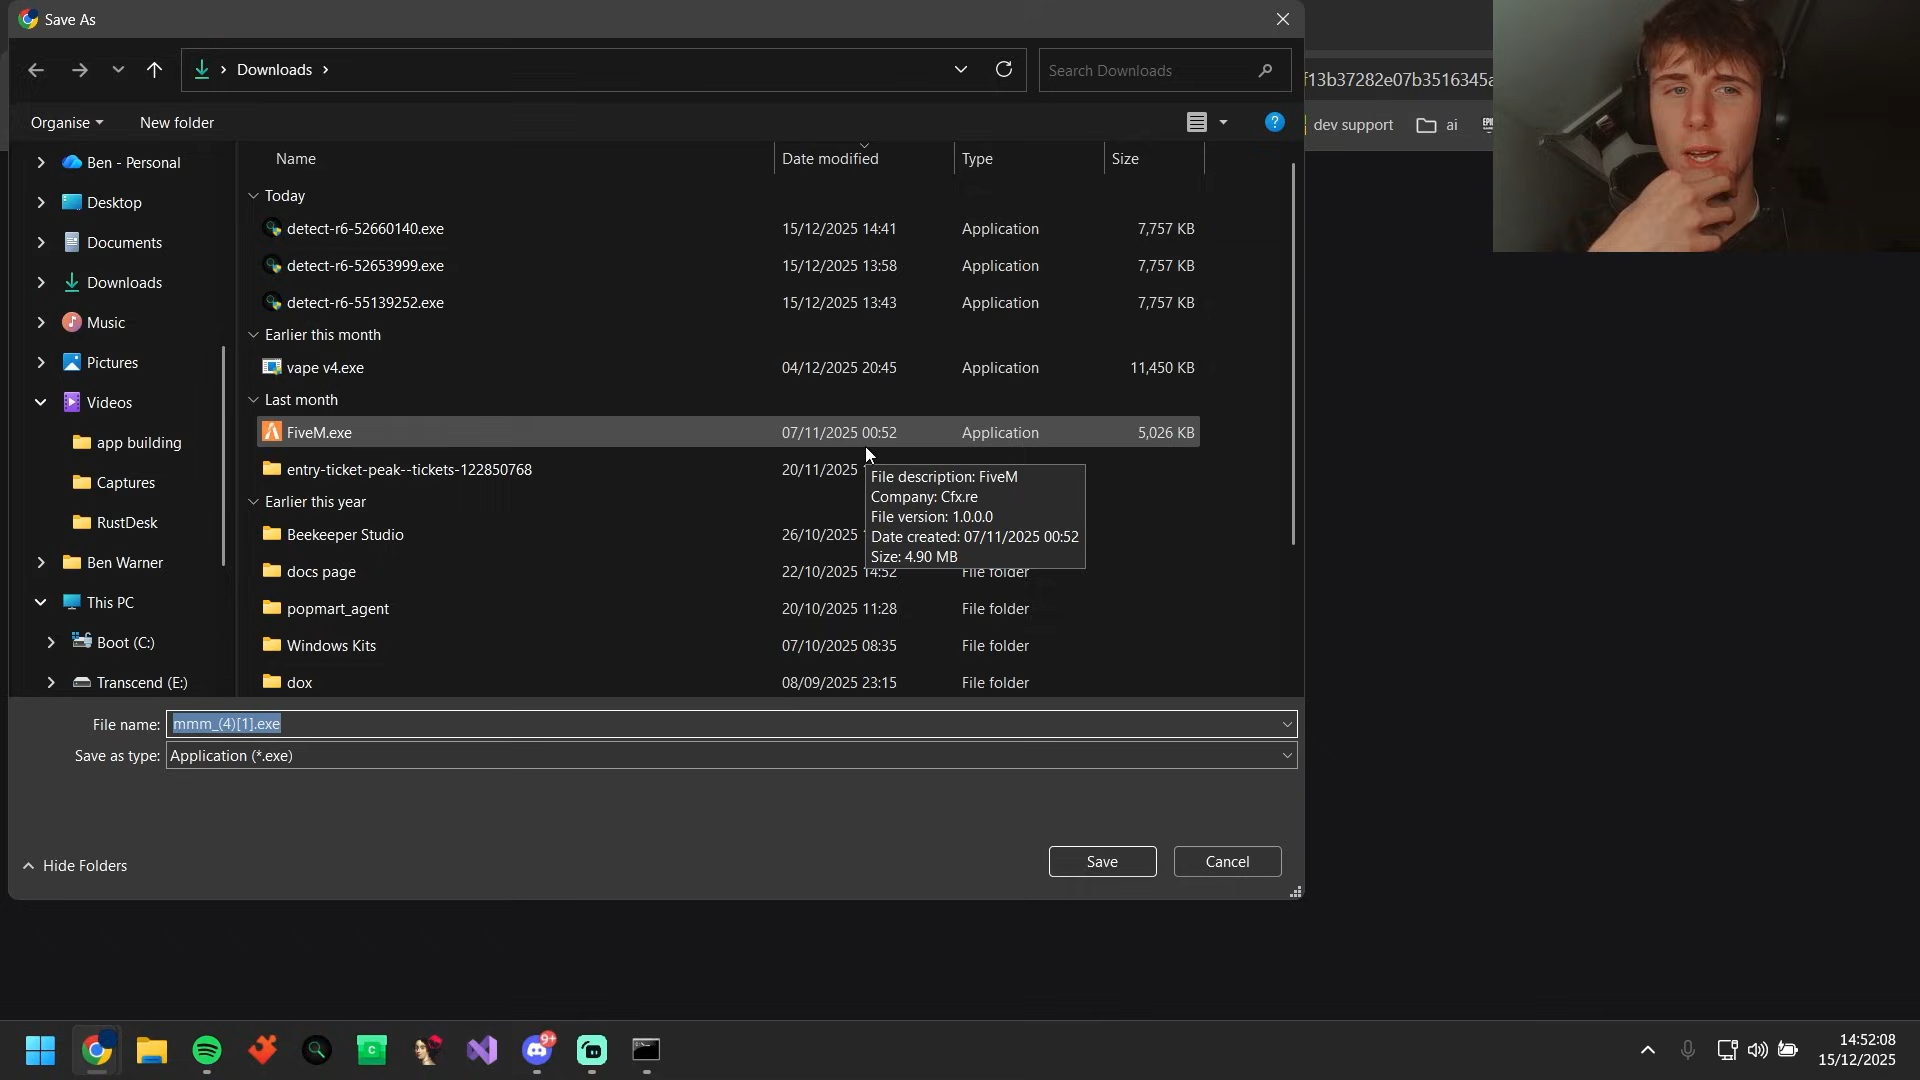 Save As
Downloads
Search Downloads
f13b37282e07b3516345a
Organise
New folder
?
dev support
ai
EPIC
Name
Date modified
Type
Size
Ben - Personal
Desktop
Documents
Downloads
Music
Pictures
Videos
app building
Captures
RustDesk
Ben Warner
This PC
Boot (C:)
Transcend (E:)
Today
detect-r6-52660140.exe 15/12/2025 14:41 Application 7,757 KB
detect-r6-52653999.exe 15/12/2025 13:58 Application 7,757 KB
detect-r6-55139252.exe 15/12/2025 13:43 Application 7,757 KB
Earlier this month
vape v4.exe 04/12/2025 20:45 Application 11,450 KB
Last month
FiveM.exe 07/11/2025 00:52 Application 5,026 KB
entry-ticket-peak--tickets-122850768 20/11/2025
Earlier this year
Beekeeper Studio 26/10/2025
docs page 22/10/2025 14:52 File folder
popmart_agent 20/10/2025 11:28 File folder
Windows Kits 07/10/2025 08:35 File folder
dox 08/09/2025 23:15 File folder
File description: FiveM
Company: Cfx.re
File version: 1.0.0.0
Date created: 07/11/2025 00:52
Size: 4.90 MB
File name: mmm_(4)[1].exe
Save as type: Application (*.exe)
Hide Folders
Save
Cancel
C
9+
14:52:08
15/12/2025